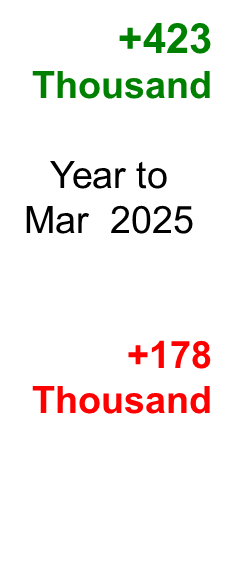 +423
Thousand
Year to
Mar  2025
+178
Thousand